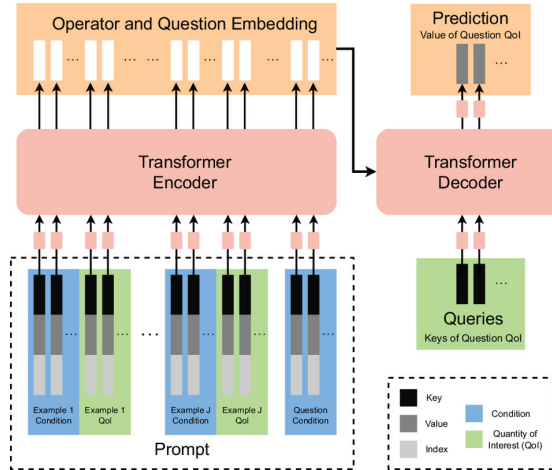 Operator and Question Embedding
... ... ... ... ... ...
Transformer
Encoder
... ... ... ... ... ...
Example 1
Condition
Example 1
QoI
Example J
Condition
Example J
QoI
Question
Condition
Prompt
Prediction
Value of Question QoI
...
Transformer
Decoder
...
Queries
Keys of Question QoI
Key
Value
Index
Condition
Quantity of
Interest (QoI)